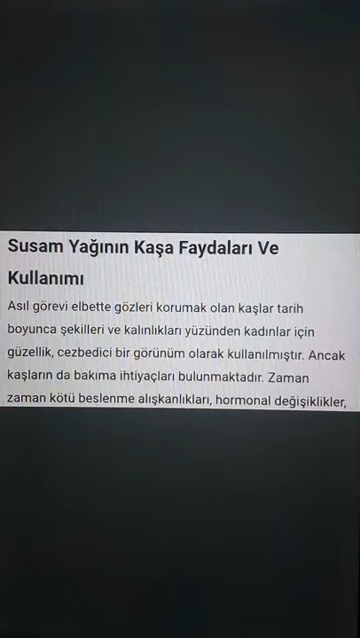 Susam Yağının Kaşa Faydaları Ve
Kullanımı
Asıl görevi elbette gözleri korumak olan kaşlar tarih
boyunca şekilleri ve kalınlıkları yüzünden kadınlar için
güzellik, cezbedici bir görünüm olarak kullanılmıştır. Ancak
kaşların da bakıma ihtiyaçları bulunmaktadır. Zaman
zaman kötü beslenme alışkanlıkları, hormonal değişiklikler,